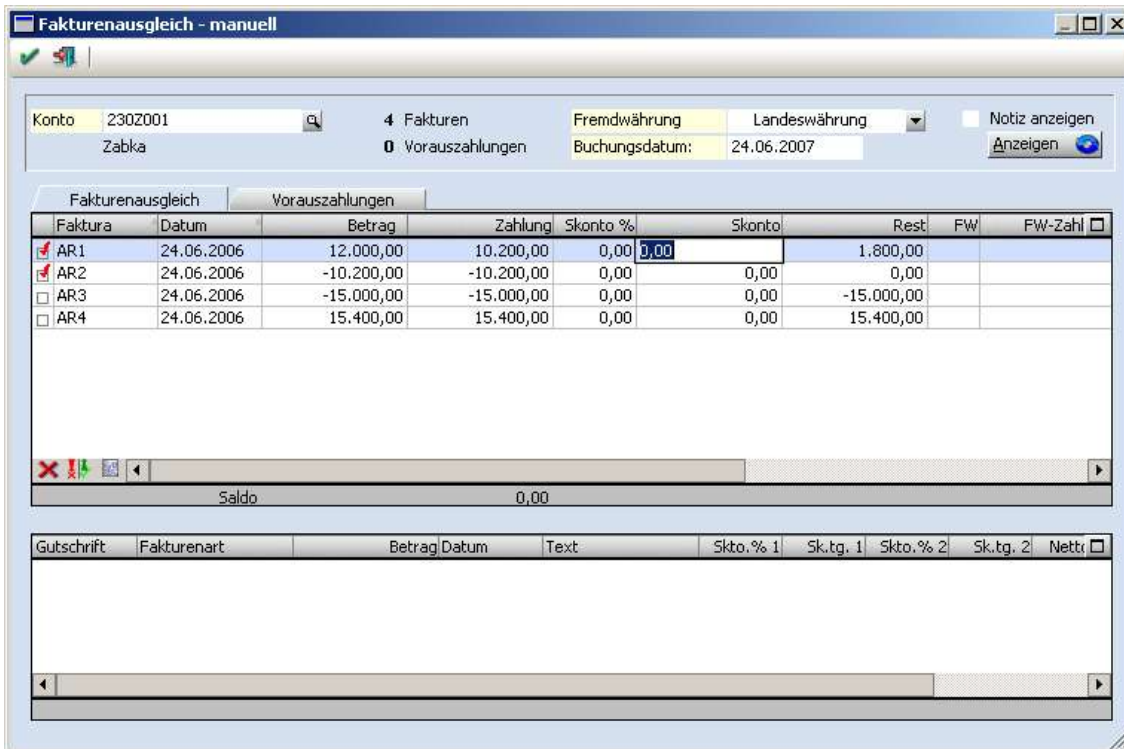 Fakturenausgleich - manuell
Konto 230Z001 4 Fakturen Fremdwährung Landeswährung Notiz anzeigen
Zabka 0 Vorauszahlungen Buchungsdatum: 24.06.2007 Anzeigen
Fakturenausgleich Vorauszahlungen
Faktura Datum Betrag Zahlung Skonto % Skonto Rest FW FW-Zahl
AR1 24.06.2006 12.000,00 10.200,00 0,00 0,00 1.800,00
AR2 24.06.2006 -10.200,00 -10.200,00 0,00 0,00 0,00
AR3 24.06.2006 -15.000,00 -15.000,00 0,00 0,00 -15.000,00
AR4 24.06.2006 15.400,00 15.400,00 0,00 0,00 15.400,00
Saldo 0,00
Gutschrift Fakturenart Betrag Datum Text Skto.% 1 Sk.tg. 1 Skto.% 2 Sk.tg. 2